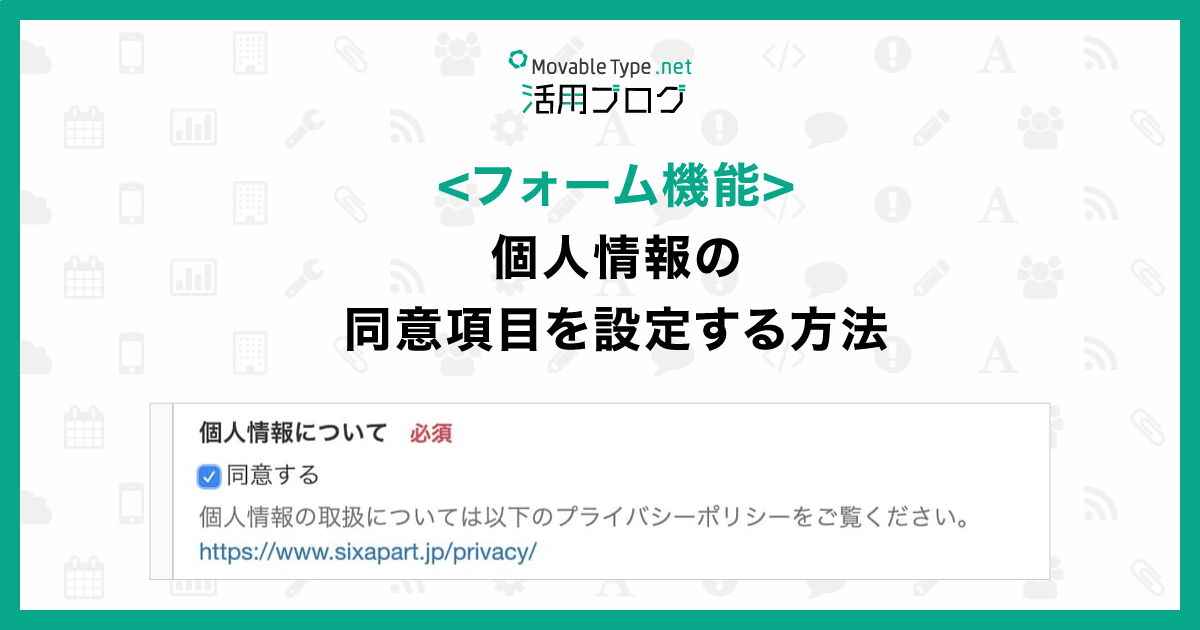 MovableType.net
活用ブログ
<フォーム機能>
個人情報の
同意項目を設定する方法
個人情報について 必須
同意する
個人情報の取扱については以下のプライバシーポリシーをご覧ください。
https://www.sixapart.jp/privacy/